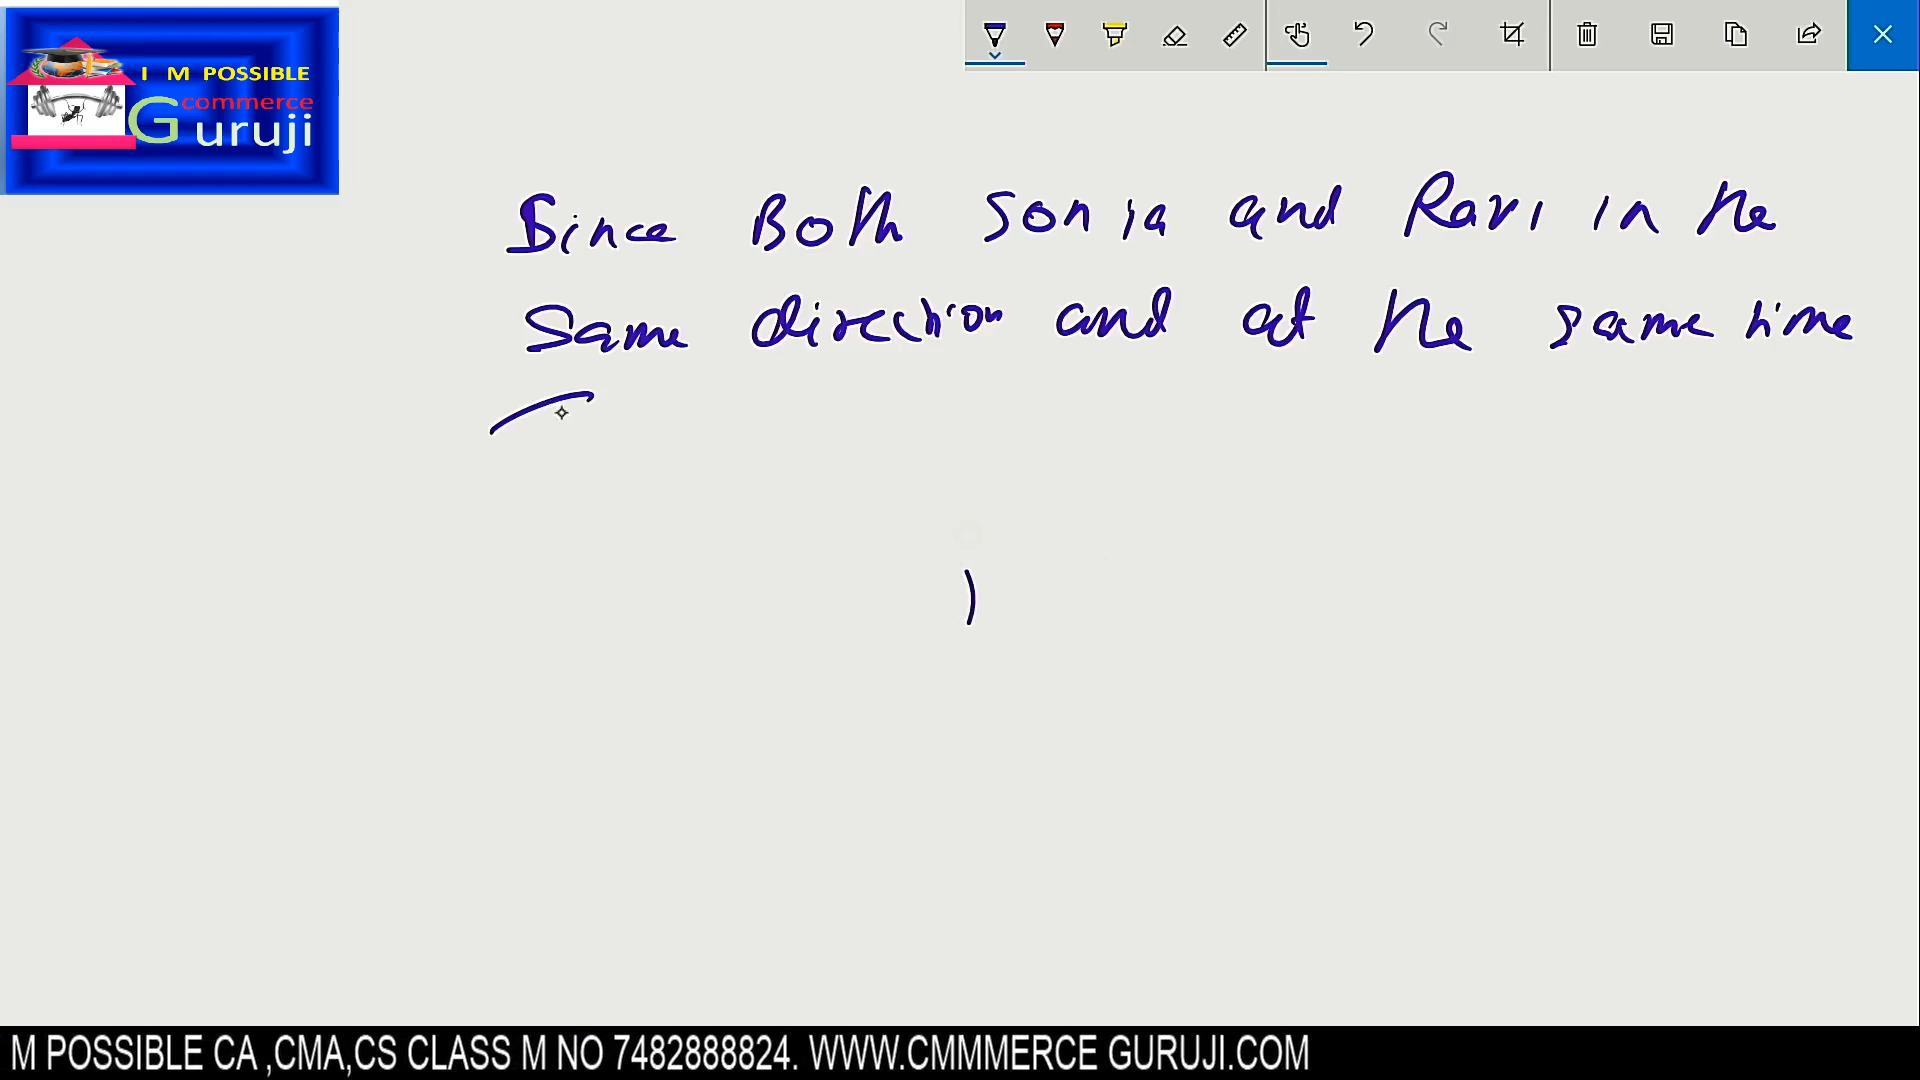 I M POSSIBLE
commerce
Guruji
Since Both Sonia and Ravi in the
Same direction and at the same time
M POSSIBLE CA ,CMA,CS CLASS M NO 7482888824. WWW.CMMMERCE GURUJI.COM